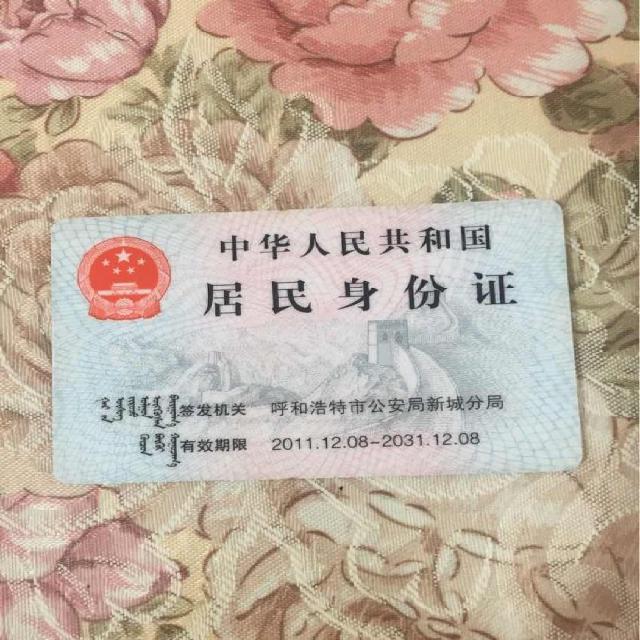 中华人民共和国
居民身份证
签发机关 呼和浩特市公安局新城分局
有效期限 2011.12.08-2031.12.08